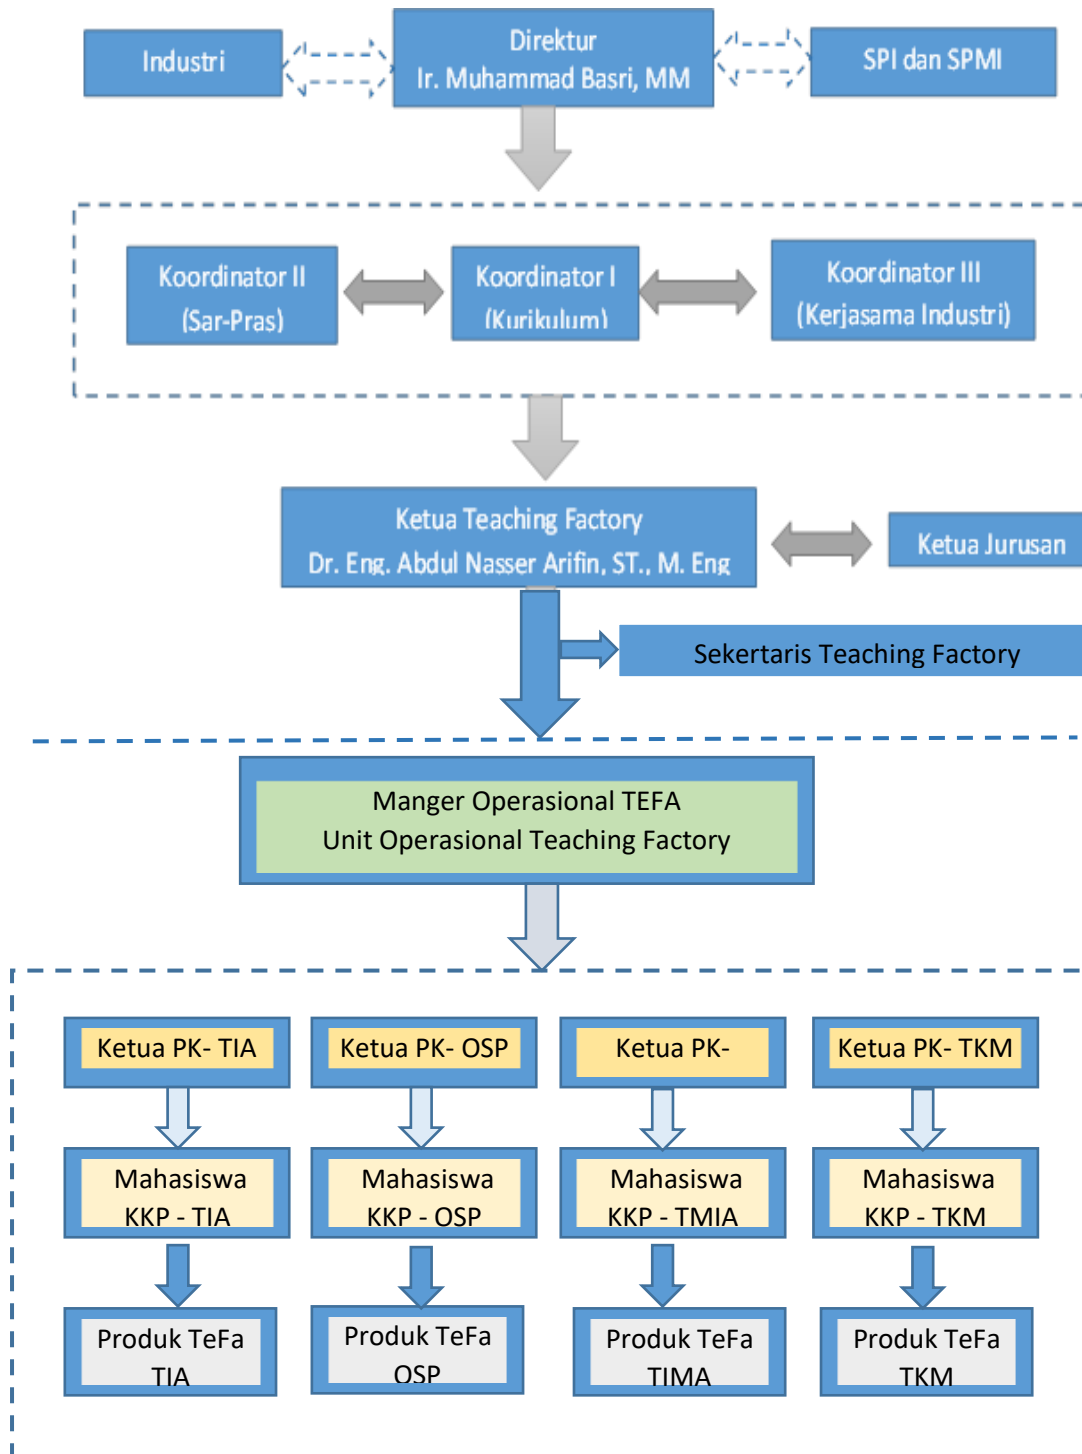 Industri
Direktur
Ir. Muhammad Basri, MM
SPI dan SPMI
Koordinator II
(Sar-Pras)
Koordinator I
(Kurikulum)
Koordinator III
(Kerjasama Industri)
Ketua Teaching Factory
Dr. Eng. Abdul Nasser Arifin, ST., M. Eng
Ketua Jurusan
Sekertaris Teaching Factory
Manger Operasional TEFA
Unit Operasional Teaching Factory
Ketua PK- TIA
Ketua PK- OSP
Ketua PK-
Ketua PK- TKM
Mahasiswa
KKP - TIA
Mahasiswa
KKP - OSP
Mahasiswa
KKP - TMIA
Mahasiswa
KKP - TKM
Produk TeFa
TIA
Produk TeFa
OSP
Produk TeFa
TIMA
Produk TeFa
TKM